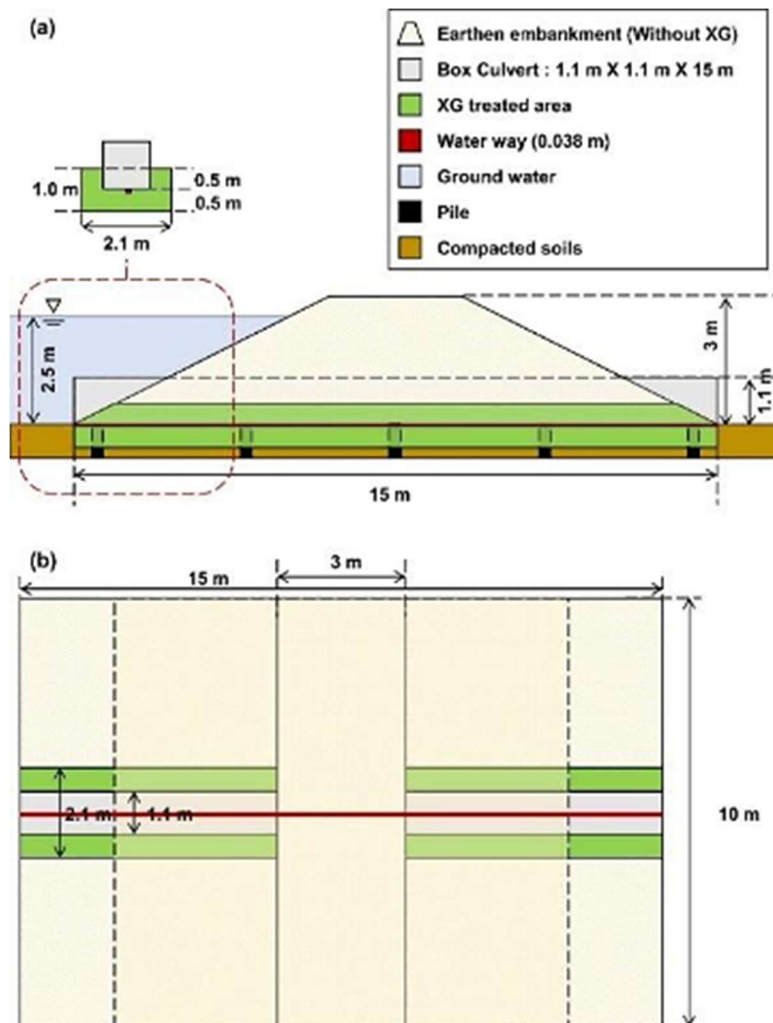 (a)
Earthen embankment (Without XG)
Box Culvert : 1.1 m X 1.1 m X 15 m
XG treated area
Water way (0.038 m)
Ground water
Pile
Compacted soils
1.0 m
0.5 m
0.5 m
2.1 m
2.5 m
3 m
1.1 m
15 m
(b)
3 m
15 m
2.1 m
1.1 m
10 m